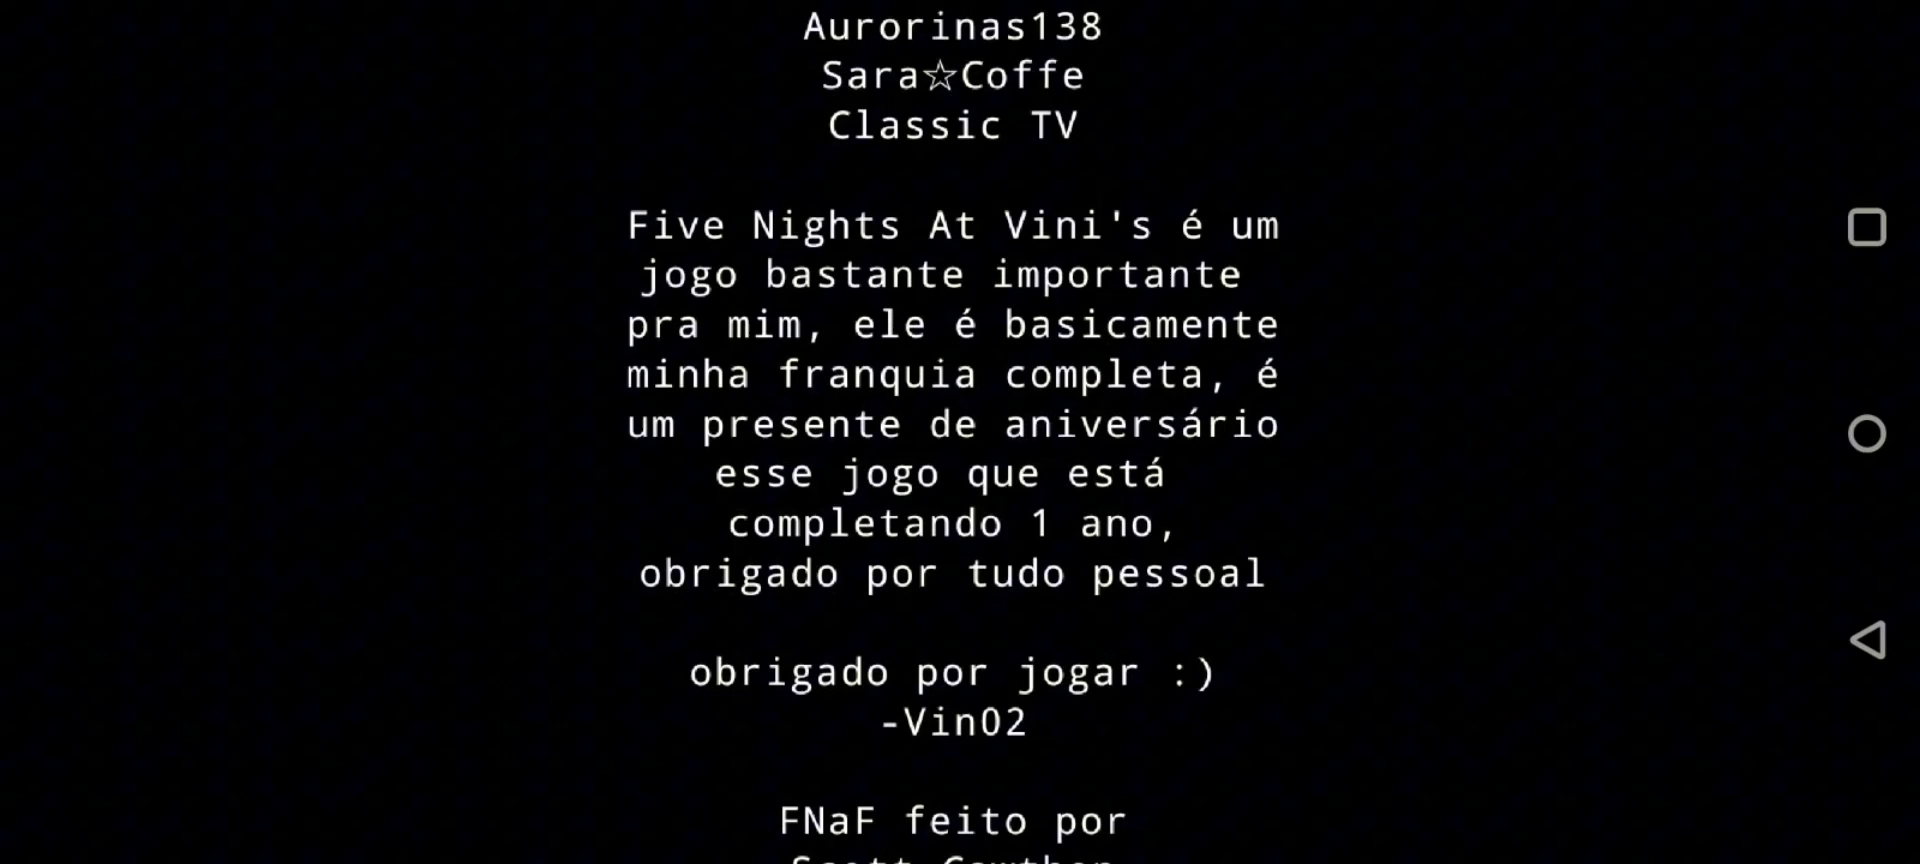 Aurorinas138
Sara☆Coffe
Classic TV
Five Nights At Vini's é um
jogo bastante importante
pra mim, ele é basicamente
minha franquia completa, é
um presente de aniversário
esse jogo que está
completando 1 ano,
obrigado por tudo pessoal
obrigado por jogar :)
-Vin02
FNaF feito por
Scott Cawthon